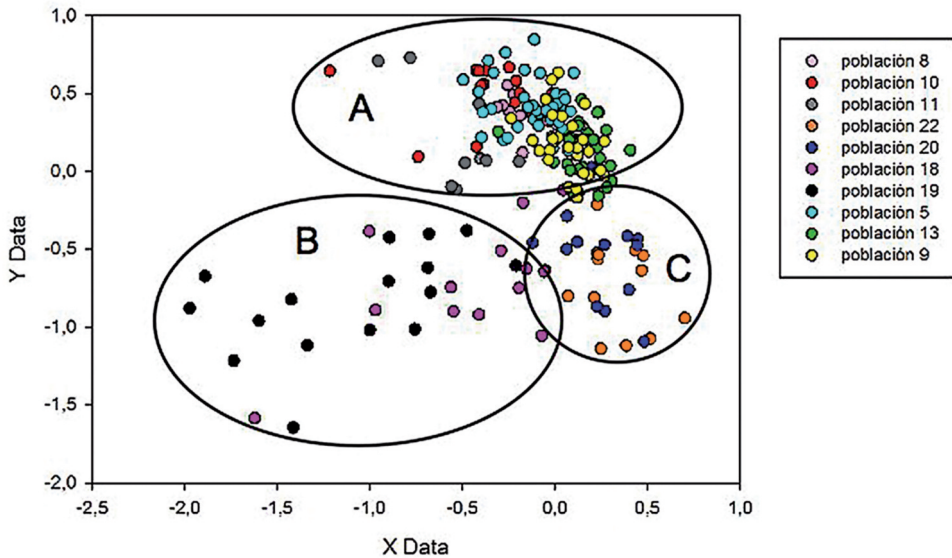 1,0
0,5
0,0
-0,5
-1,0
-1,5
-2,0
Y Data
-2,5
-2,0
-1,5
-1,0
-0,5
0,0
0,5
1,0
X Data
A
B
C
población 8
población 10
población 11
población 22
población 20
población 18
población 19
población 5
población 13
población 9